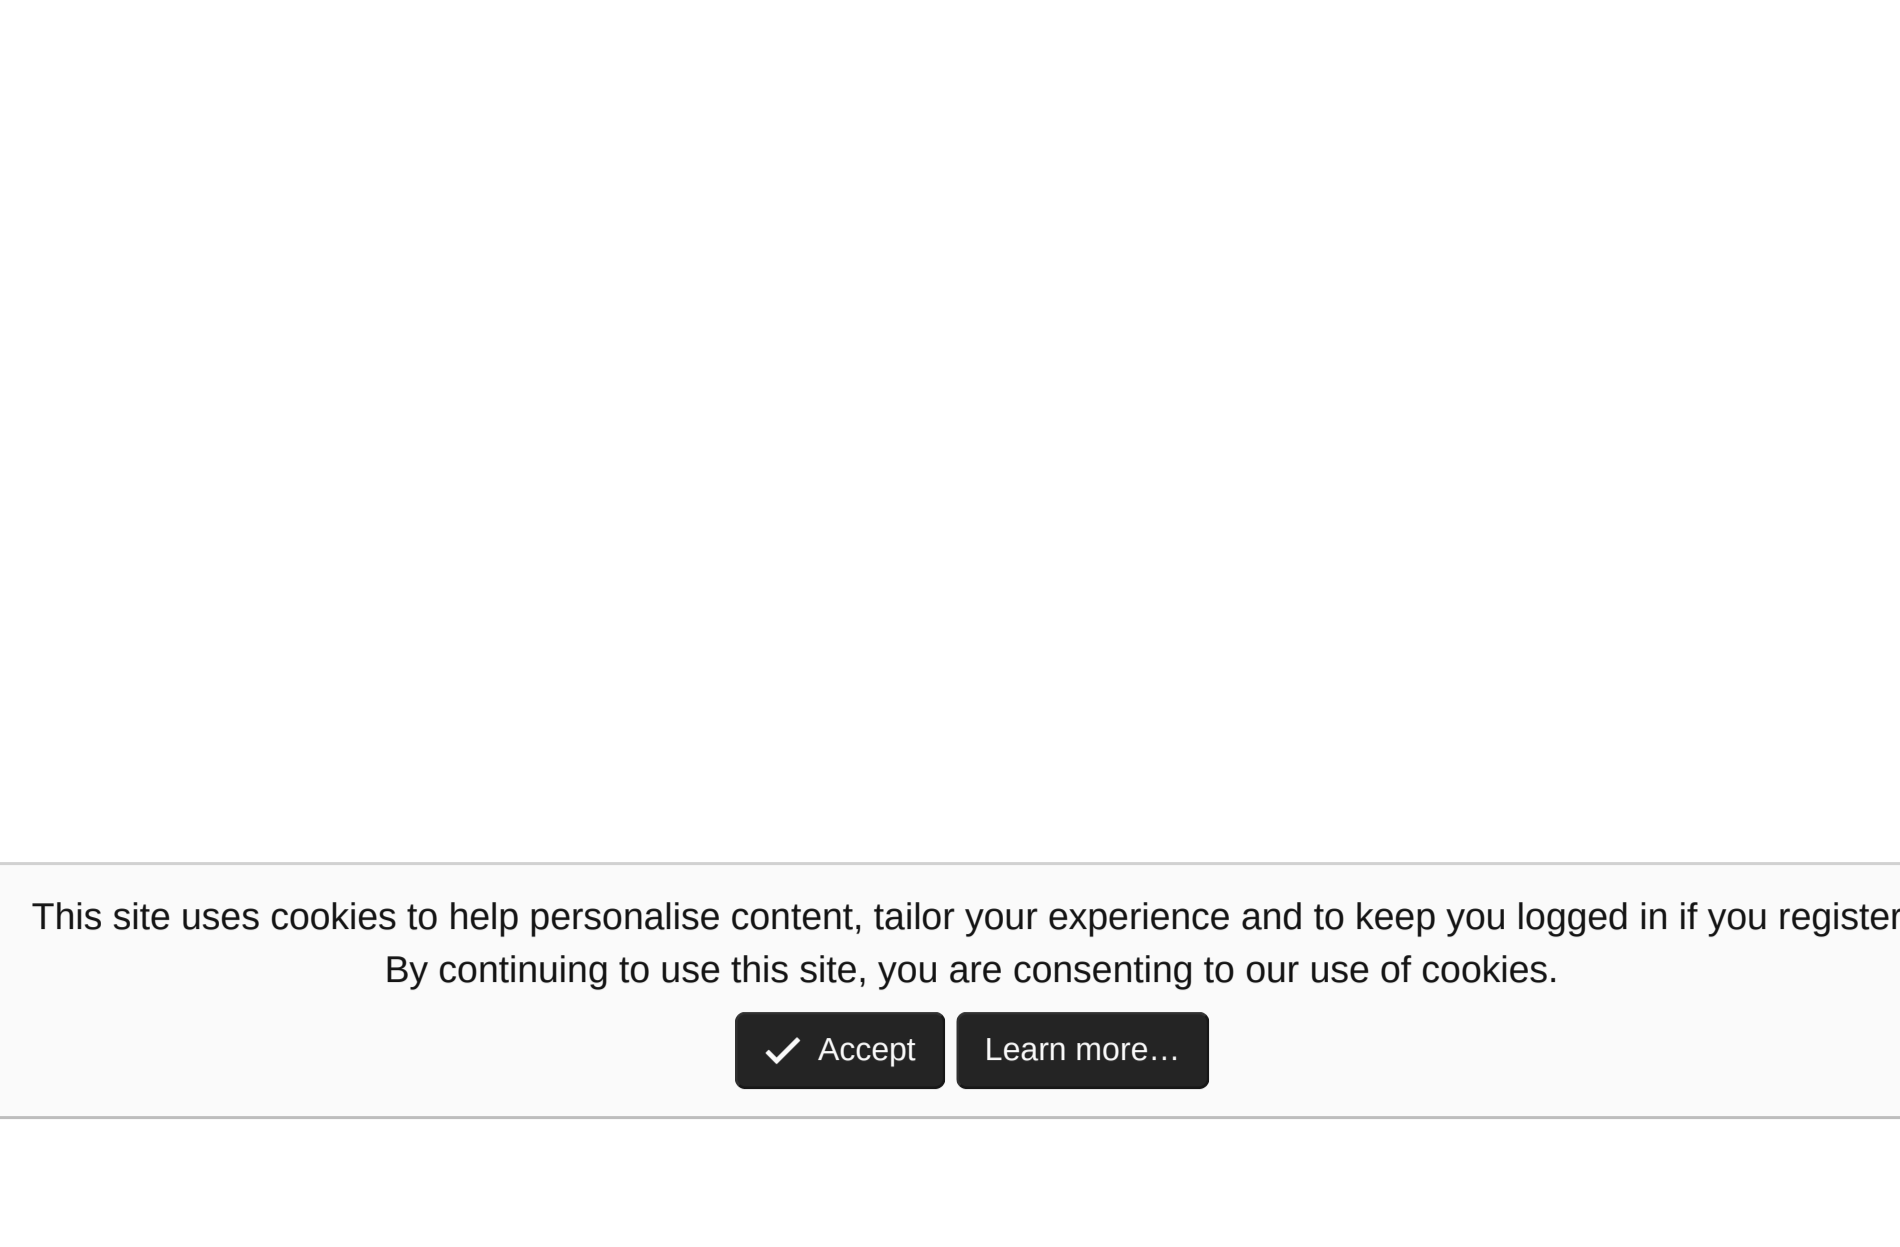 This site uses cookies to help personalise content, tailor your experience and to keep you logged in if you register
By continuing to use this site, you are consenting to our use of cookies.
Accept Learn more…